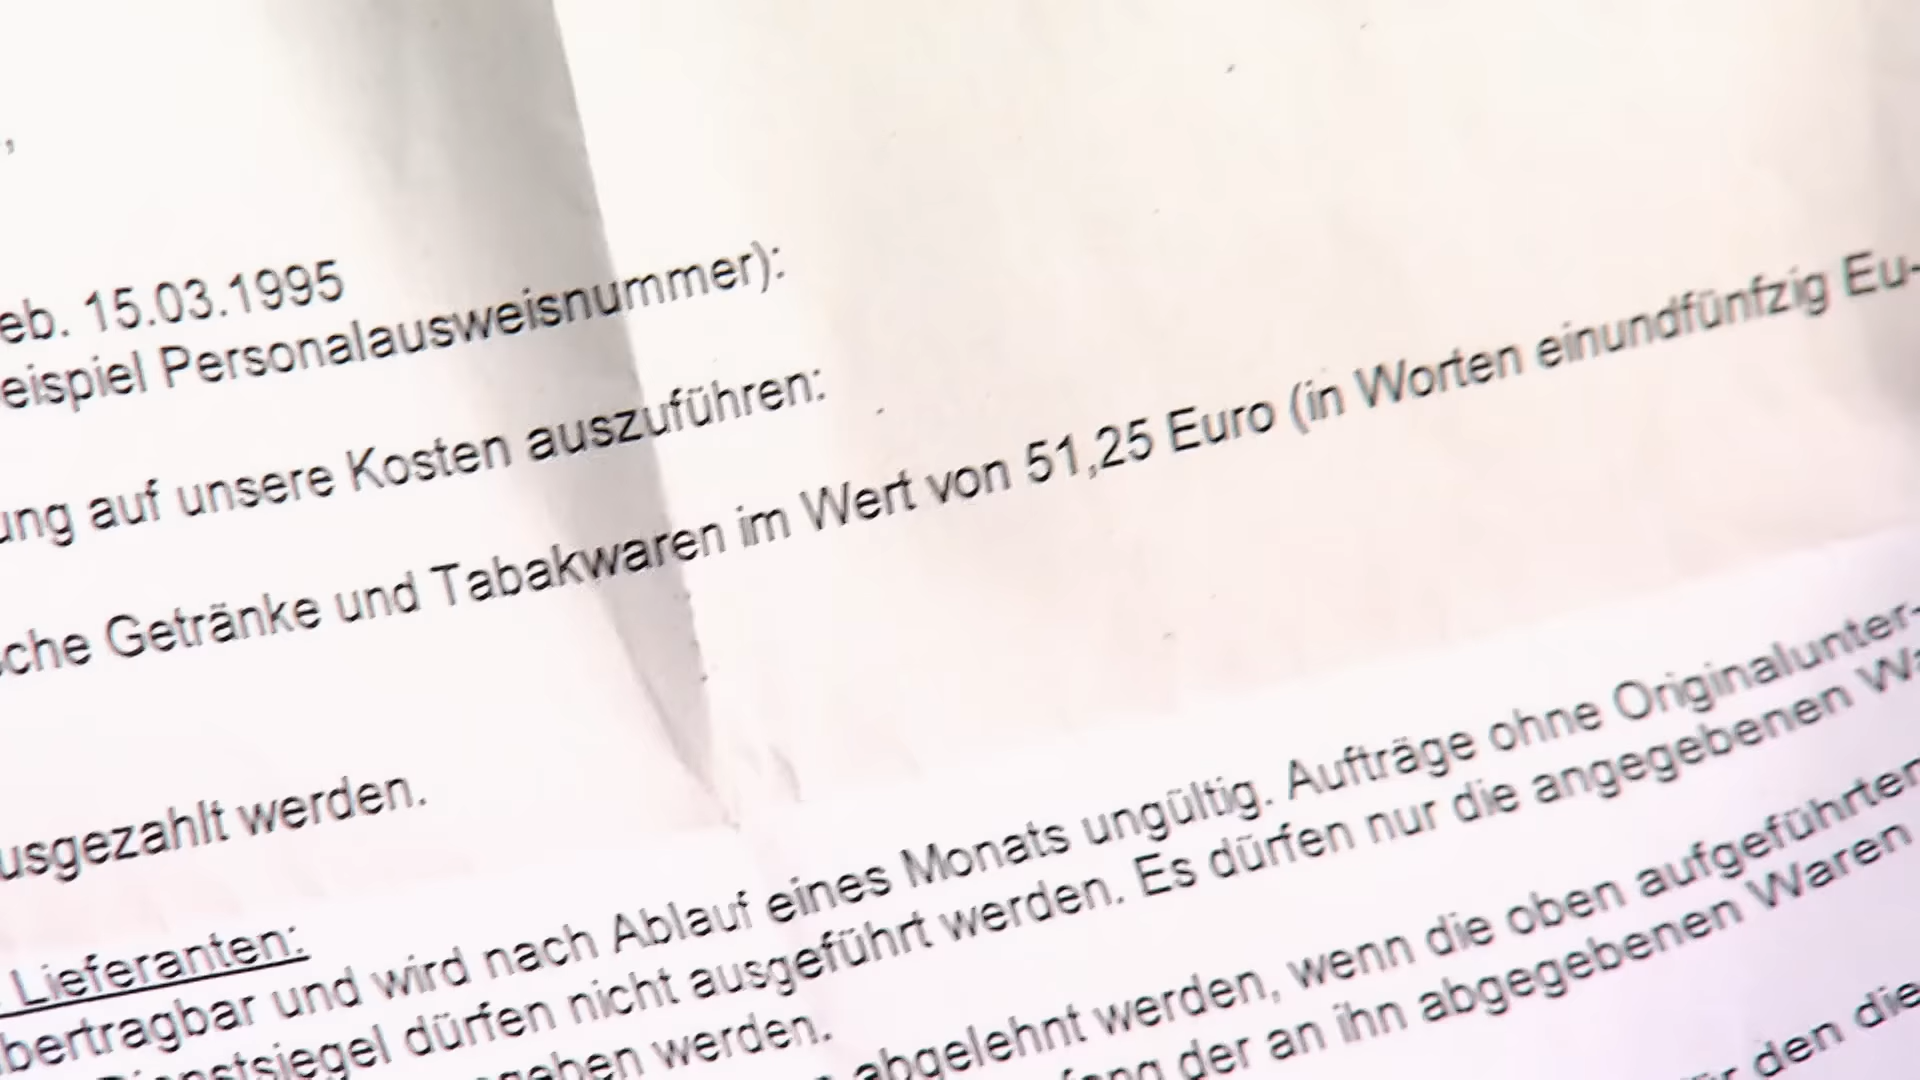 eb. 15.03.1995
eispiel Personalausweisnummer):
ung auf unsere Kosten auszuführen:
che Getränke und Tabakwaren im Wert von 51,25 Euro (in Worten einundfünfzig Eu-
usgezahlt werden.
Lieferanten:
bertragbar und wird nach Ablauf eines Monats ungültig. Aufträge ohne Originalunter-
Dienstsiegel dürfen nicht ausgeführt werden. Es dürfen nur die angegebenen Wa
geben werden.
abgelehnt werden, wenn die oben aufgeführten
fang der an ihn abgegebenen Waren
für den die